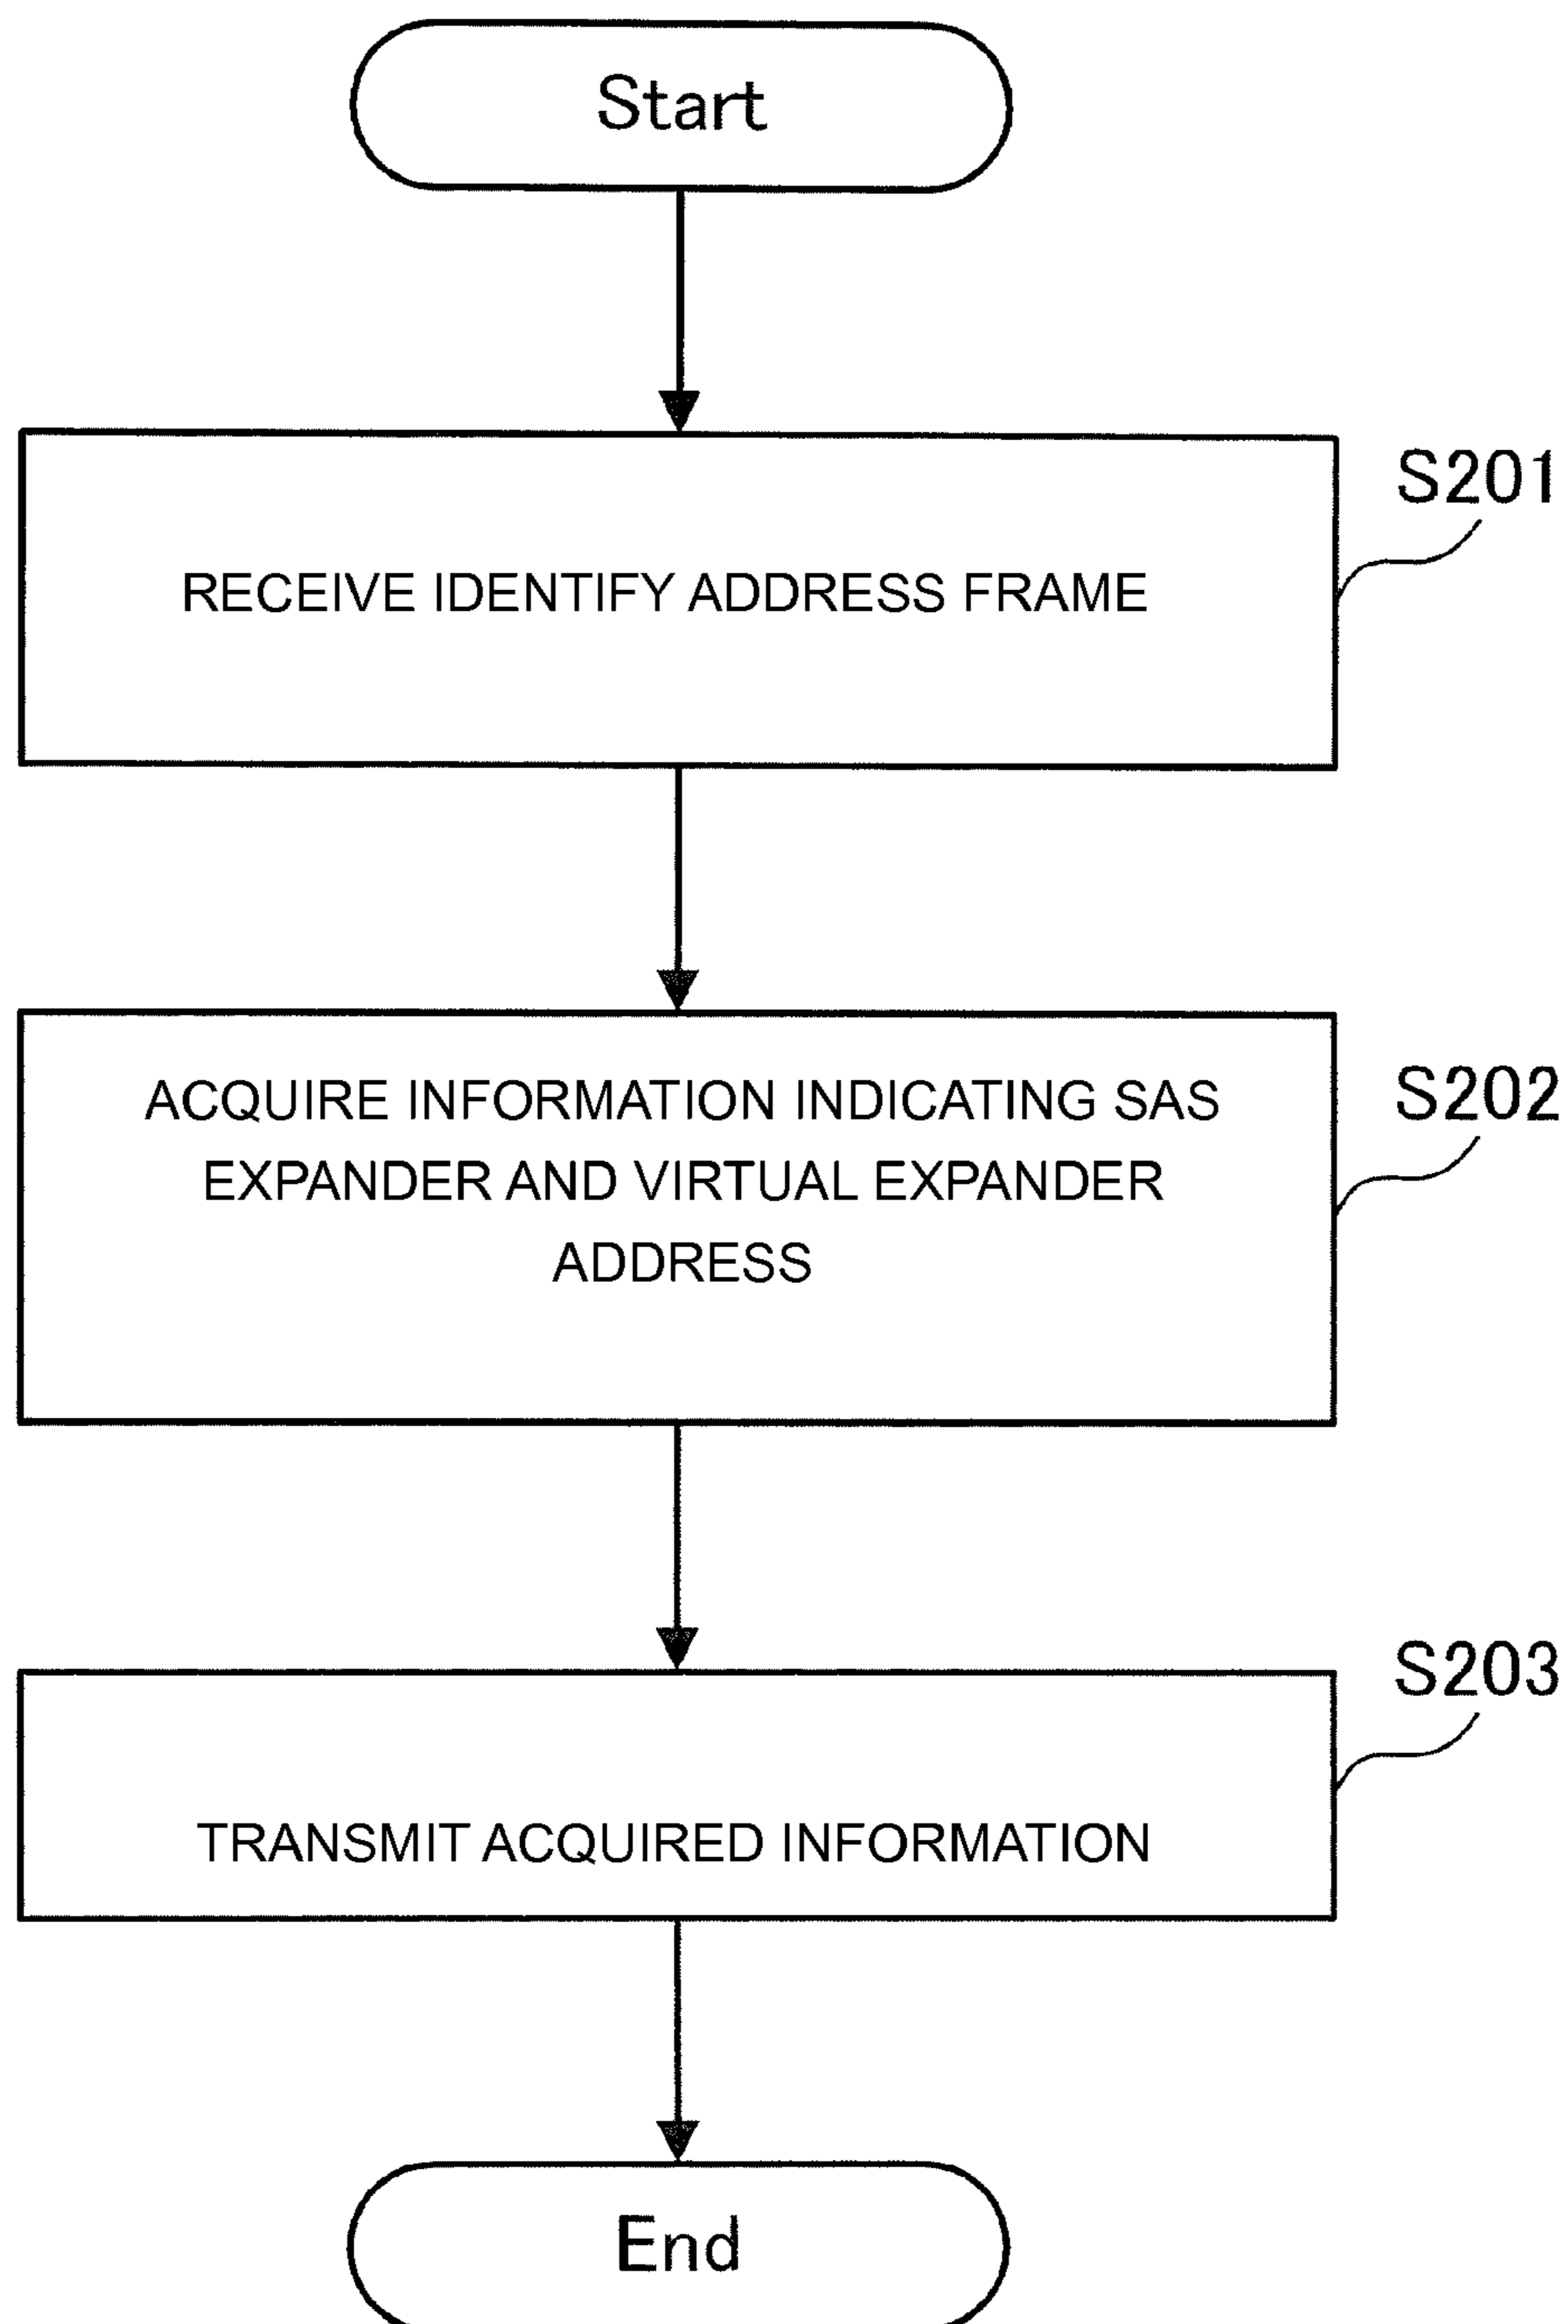 Start
S201
RECEIVE IDENTIFY ADDRESS FRAME
S202
ACQUIRE INFORMATION INDICATING SAS
EXPANDER AND VIRTUAL EXPANDER
ADDRESS
S203
TRANSMIT ACQUIRED INFORMATION
End